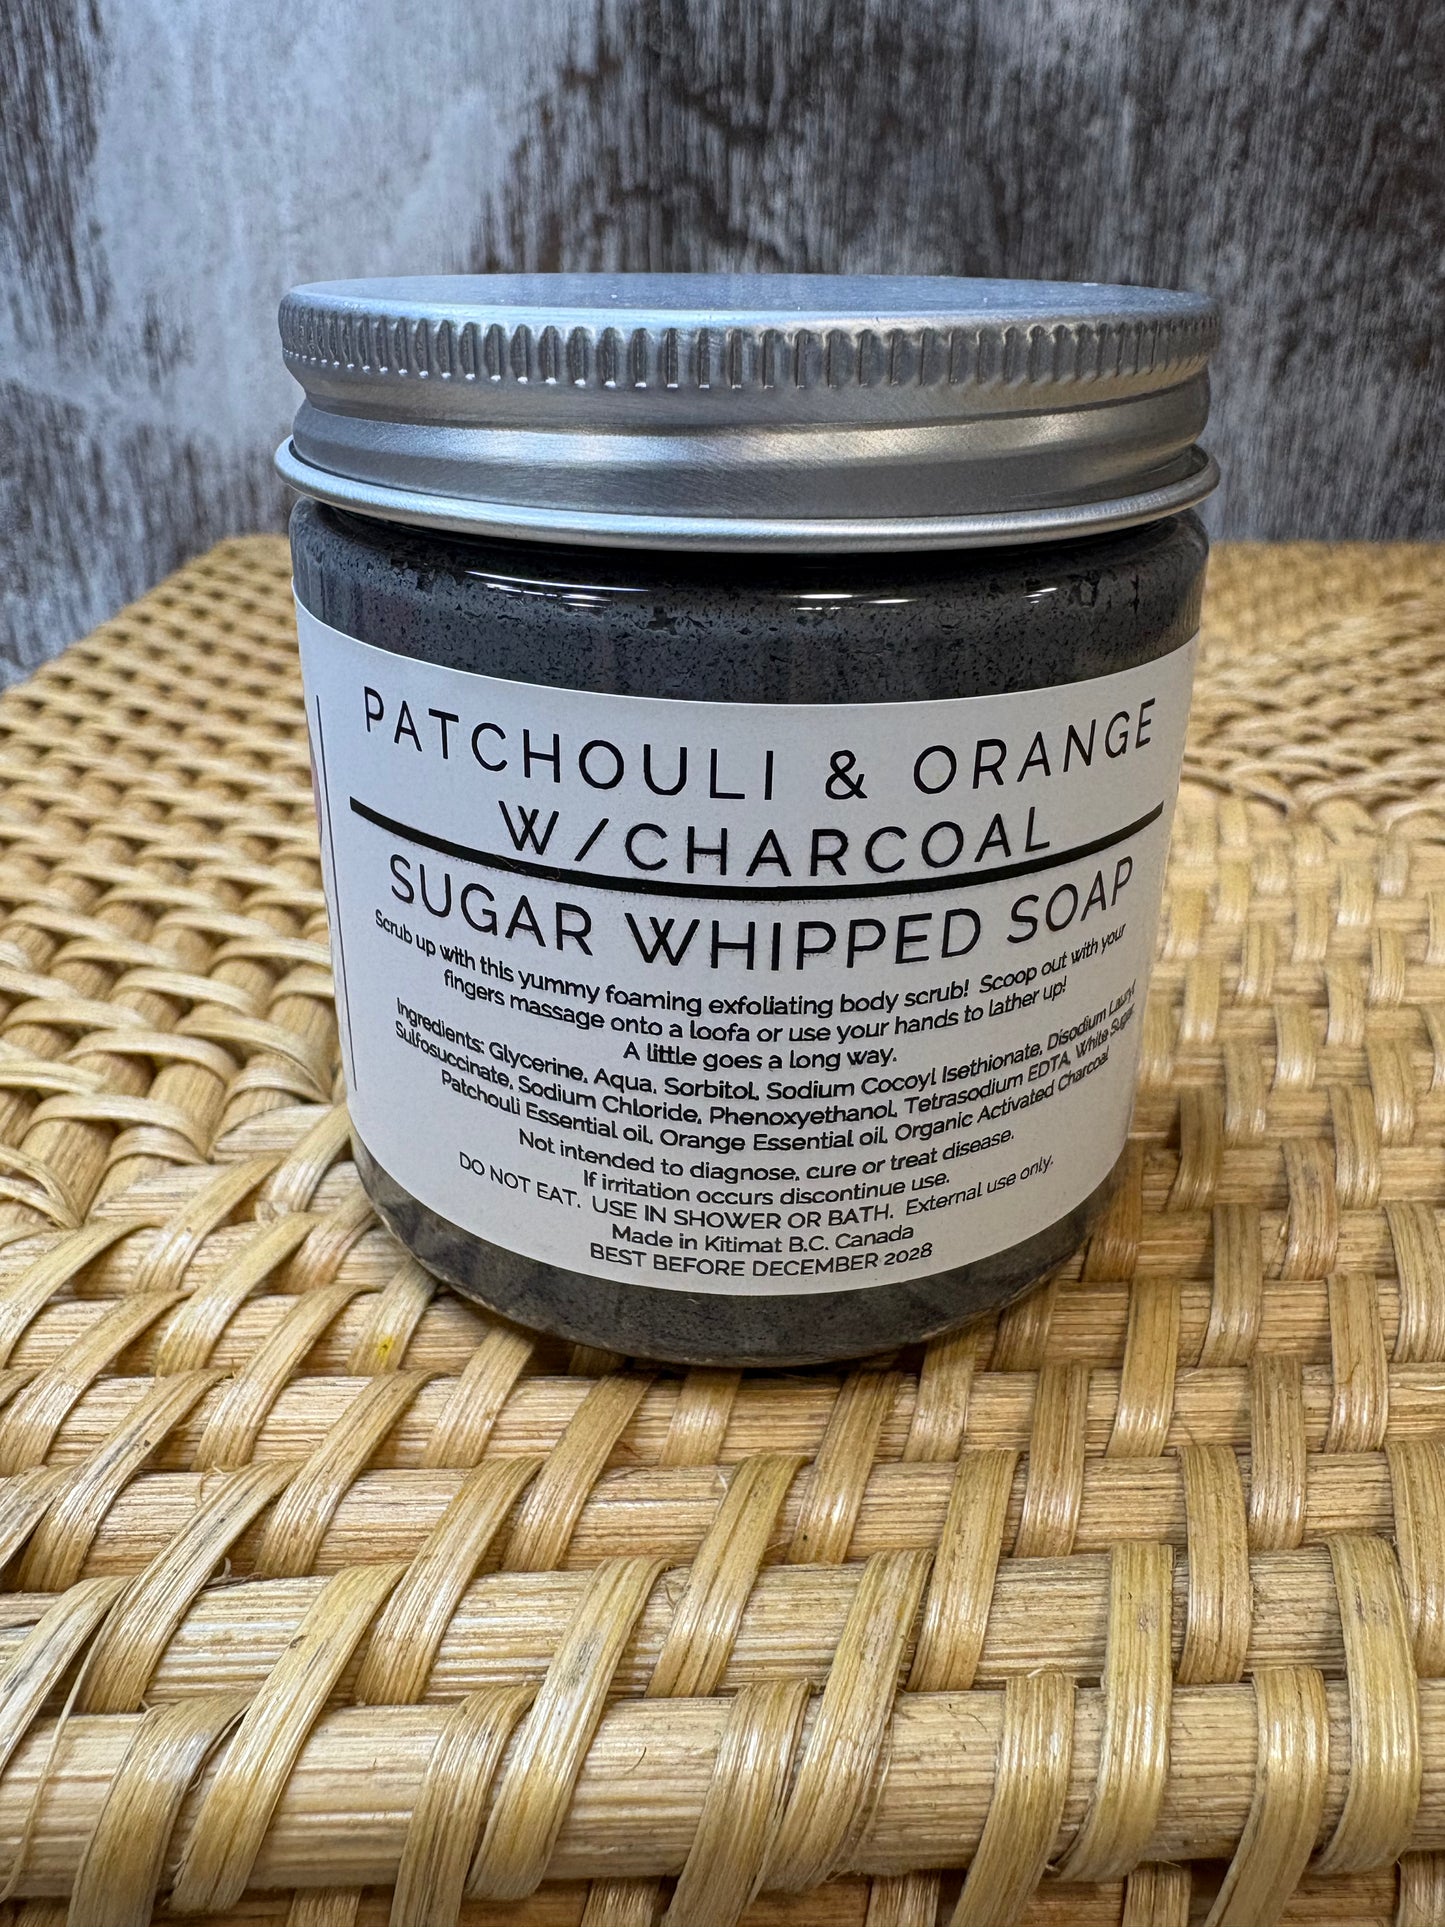 PATCHOULI & ORANGE
W/CHARCOAL
SUGAR WHIPPED SOAP
Scrub up with this yummy foaming exfoliating body scrub! Scoop out with your
fingers massage onto a loofa or use your hands to lather up!
A little goes a long way.
Ingredients: Glycerine, Aqua, Sorbitol, Sodium Cocoyl Isethionate, Disodium Lauryl
Sulfosuccinate, Sodium Chloride, Phenoxyethanol, Tetrasodium EDTA, White Sugar
Patchouli Essential oil, Orange Essential oil, Organic Activated Charcoal
Not intended to diagnose, cure or treat disease.
If irritation occurs discontinue use.
DO NOT EAT. USE IN SHOWER OR BATH. External use only.
Made in Kitimat B.C. Canada
BEST BEFORE DECEMBER 2028